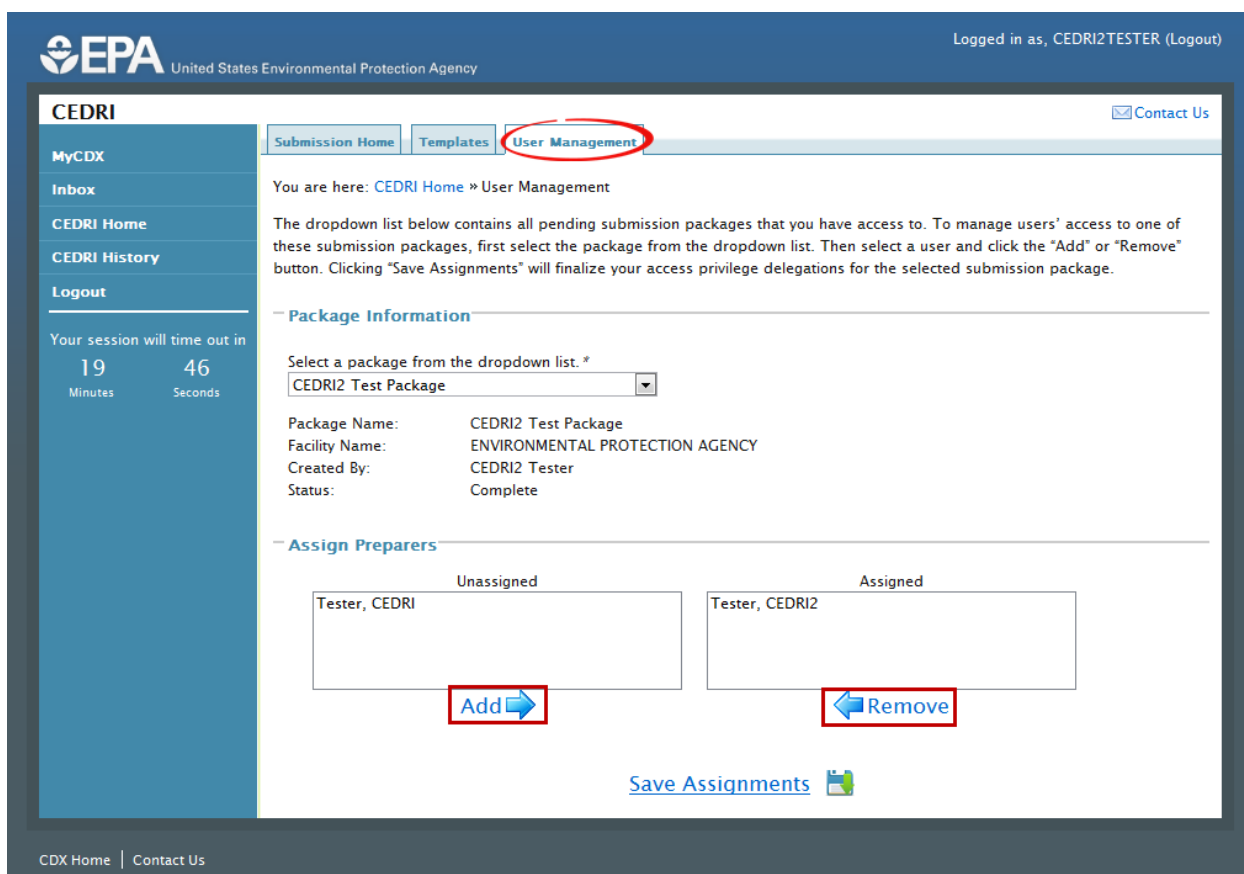 Logged in as, CEDRI2TESTER (Logout)
EPA United States Environmental Protection Agency
CEDRI
Contact Us
Submission Home Templates User Management
MyCDX
Inbox
CEDRI Home
CEDRI History
Logout
Your session will time out in
19 46
Minutes Seconds
You are here: CEDRI Home » User Management
The dropdown list below contains all pending submission packages that you have access to. To manage users' access to one of
these submission packages, first select the package from the dropdown list. Then select a user and click the "Add" or "Remove"
button. Clicking "Save Assignments" will finalize your access privilege delegations for the selected submission package.
Package Information
Select a package from the dropdown list. *
CEDRI2 Test Package
Package Name: CEDRI2 Test Package
Facility Name: ENVIRONMENTAL PROTECTION AGENCY
Created By: CEDRI2 Tester
Status: Complete
Assign Preparers
Unassigned Assigned
Tester, CEDRI Tester, CEDRI2
Add Remove
Save Assignments
CDX Home | Contact Us